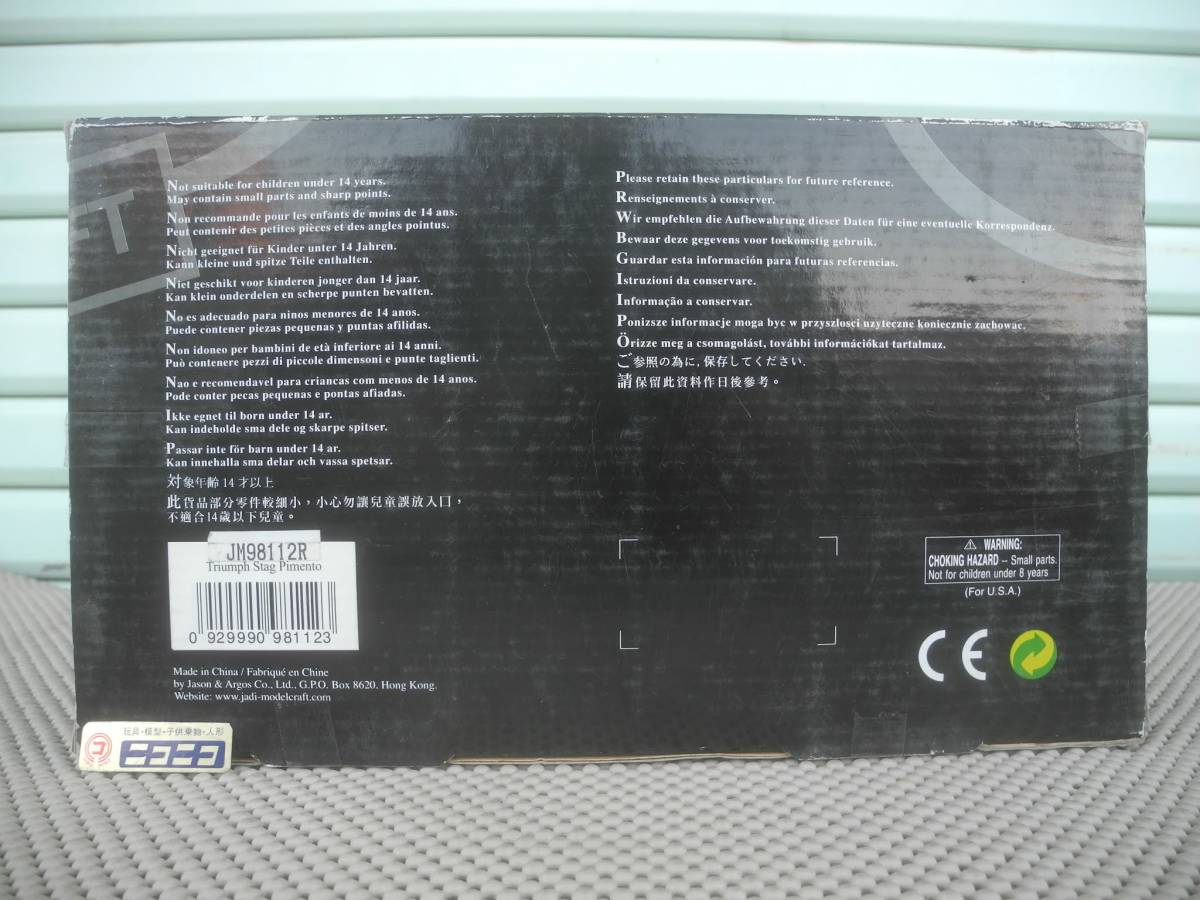 FT
Not suitable for children under 14 years.
May contain small parts and sharp points.
Non recommande pour les enfants de moins de 14 ans.
Peut contenir des petites pièces et des angles pointus.
Nicht geeignet für Kinder unter 14 Jahren.
Kann kleine und spitze Teile enthalten.
Niet geschikt voor kinderen jonger dan 14 jaar.
Kan klein onderdelen en scherpe punten bevatten.
No es adecuado para ninos menores de 14 anos.
Puede contener piezas pequenas y puntas afilidas.
Non idoneo per bambini de età inferiore ai 14 anni.
Può contenere pezzi di piccole dimensoni e punte taglienti.
Nao e recomendavel para criancas com menos de 14 anos.
Pode conter pecas pequenas e pontas afiadas.
Ikke egnet til born under 14 ar.
Kan indeholde sma dele og skarpe spitser.
Passar inte för barn under 14 ar.
Kan innehalla sma delar och vassa spetsar.
対象年齢 14 才以上
此貨品部分零件較細小，小心勿讓兒童誤放入口，
不適合14歲以下兒童。
Please retain these particulars for future reference.
Renseignements à conserver.
Wir empfehlen die Aufbewahrung dieser Daten für eine eventuelle Korrespondenz.
Bewaar deze gegevens voor toekomstig gebruik.
Guardar esta información para futuras referencias.
Istruzioni da conservare.
Informação a conservar.
Ponizsze informacje moga byc w przyszlosci uzyteczne koniecznie zachowac.
Örizze meg a csomagolást, további információkat tartalmaz.
ご参照の為に, 保存してください.
請保留此資料作日後參考。
JM98112R
Triumph Stag Pimento
0 929990 981123
Made in China / Fabriqué en Chine
by Jason & Argos Co., Ltd., G.P.O. Box 8620. Hong Kong.
Website: www.jadi-modelcraft.com
⚠ WARNING:
CHOKING HAZARD -- Small parts.
Not for children under 8 years
(For U.S.A.)
CE
玩具・模型・子供乗物・人形
コ
ニコニコ